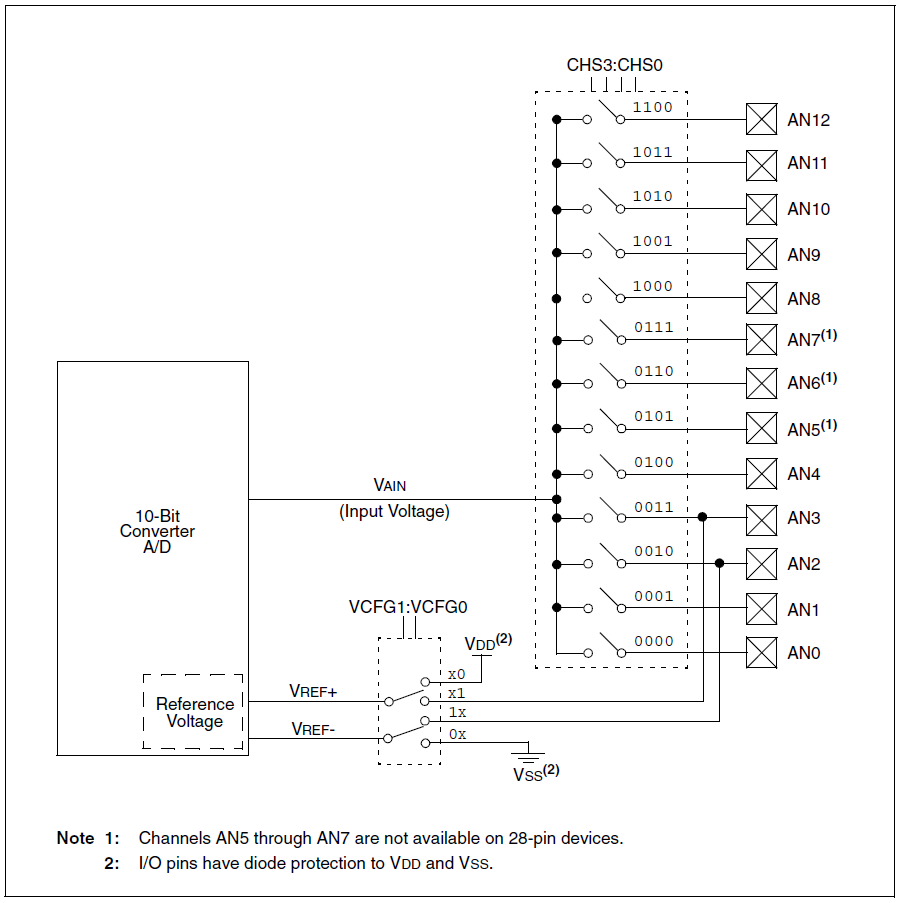 CHS3:CHS0
1100
AN12
1011
AN11
1010
AN10
1001
AN9
1000
AN8
0111
AN7(1)
0110
AN6(1)
0101
AN5(1)
0100
AN4
VAIN
(Input Voltage)
0011
AN3
10-Bit
Converter
A/D
0010
AN2
0001
AN1
VCFG1:VCFG0
0000
AN0
VDD(2)
x0
VREF+
x1
Reference
Voltage
1x
VREF-
0x
VSS(2)
Note 1: Channels AN5 through AN7 are not available on 28-pin devices.
2: I/O pins have diode protection to VDD and VSS.